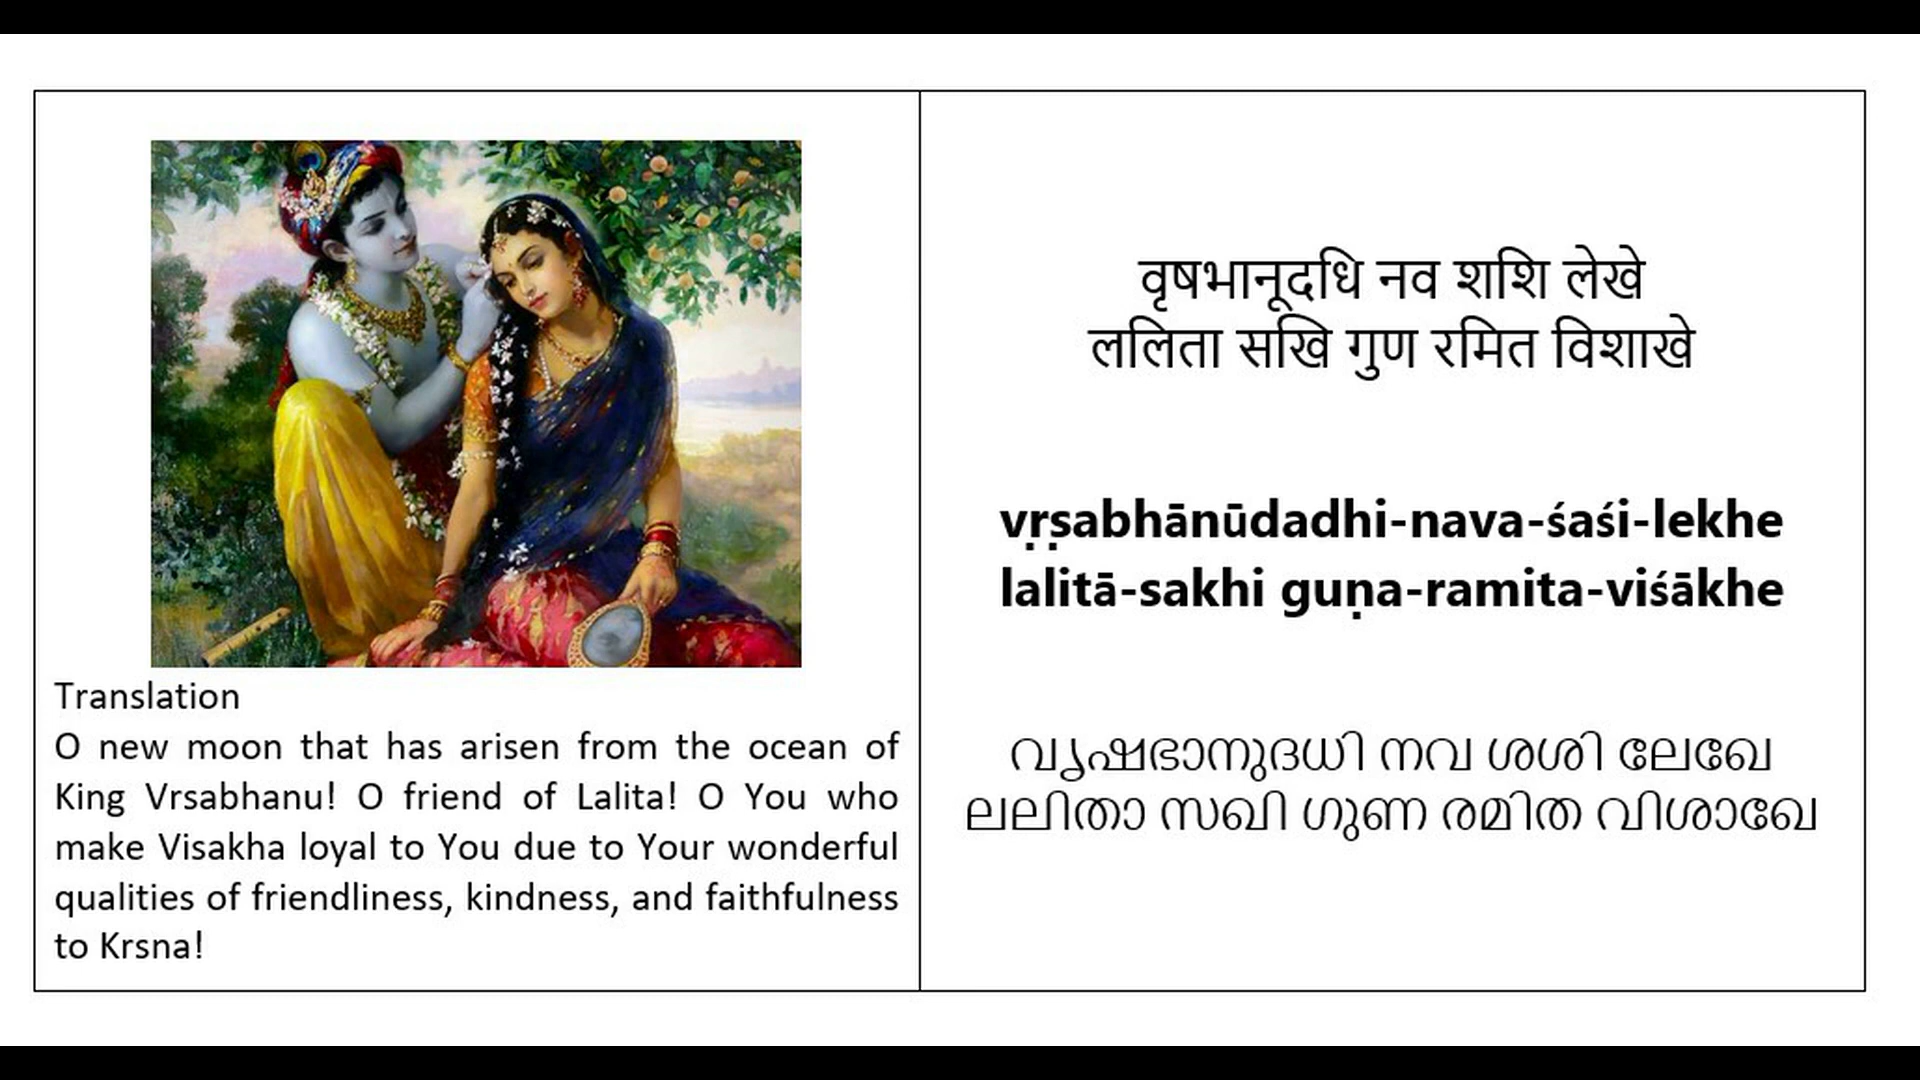 Translation
O new moon that has arisen from the ocean of
King Vrsabhanu! O friend of Lalita! O You who
make Visakha loyal to You due to Your wonderful
qualities of friendliness, kindness, and faithfulness
to Krsna!
वृषभानूदधि नव शशि लेखे
ललिता सखि गुण रमित विशाखे
vṛṣabhānūdadhi-nava-śaśi-lekhe
lalitā-sakhi guṇa-ramita-viśākhe
വൃഷഭാനുദധി നവ ശശി ലേഖേ
ലലിതാ സഖി ഗുണ രമിത വിശാഖേ